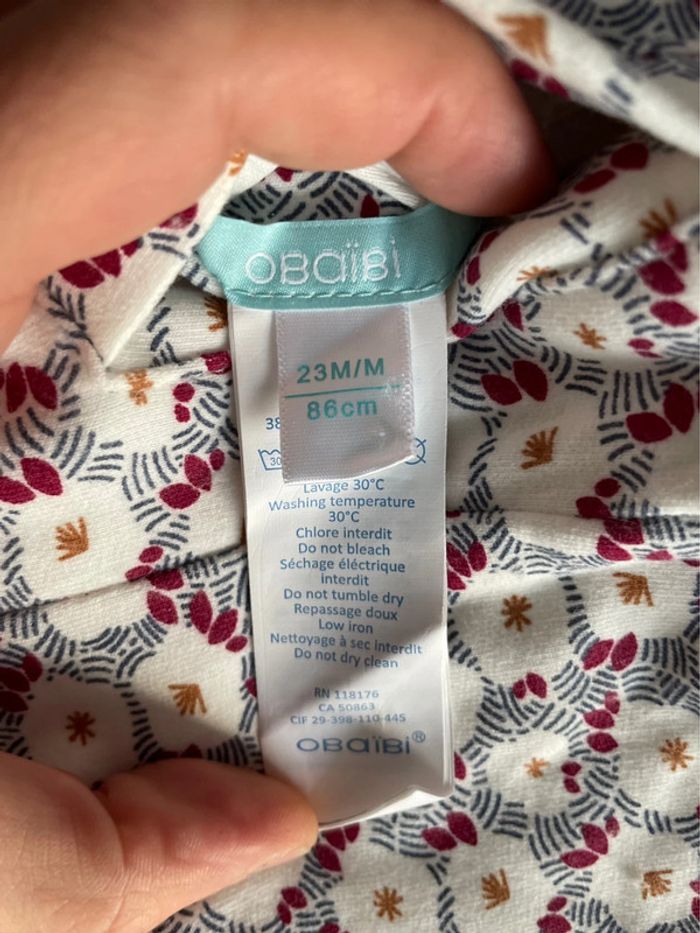 OBaïBi
23M/M
86cm
38
30
Lavage 30°C
Washing temperature
30°C
Chlore interdit
Do not bleach
Séchage éléctrique
interdit
Do not tumble dry
Repassage doux
Low iron
Nettoyage à sec interdit
Do not dry clean
RN 118176
CA 50863
CIF 29-398-110-445
OBaïBi®